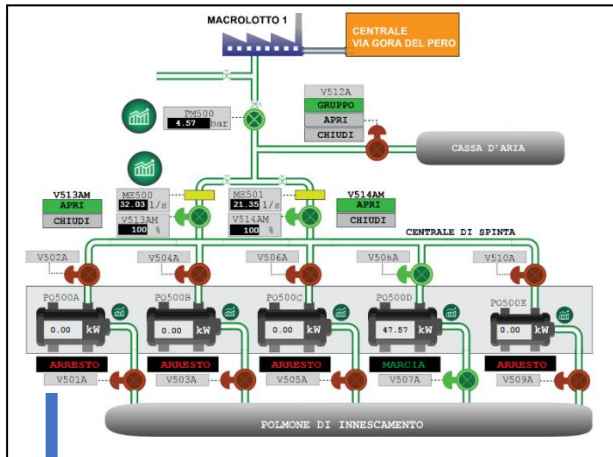 MACROLOTTO 1
CENTRALE
VIA GORA DEL PERO
V512A
GRUPPO
APRI
CHIUDI
PM500
4.57 bar
CASSA D'ARIA
V513AM
APRI
CHIUDI
ME500
32.03 l/s
V513AM
100 %
ME501
21.35 l/s
V514AM
100 %
V514AM
APRI
CHIUDI
CENTRALE DI SPINTA
V502A
V504A
V506A
V508A
V510A
PO500A
PO500B
PO500C
PO500D
PO500E
0.00 kW
0.00 kW
0.00 kW
47.57 kW
0.00 kW
ARRESTO
ARRESTO
ARRESTO
MARCIA
ARRESTO
V501A
V503A
V505A
V507A
V509A
POLMONE DI INNESCAMENTO